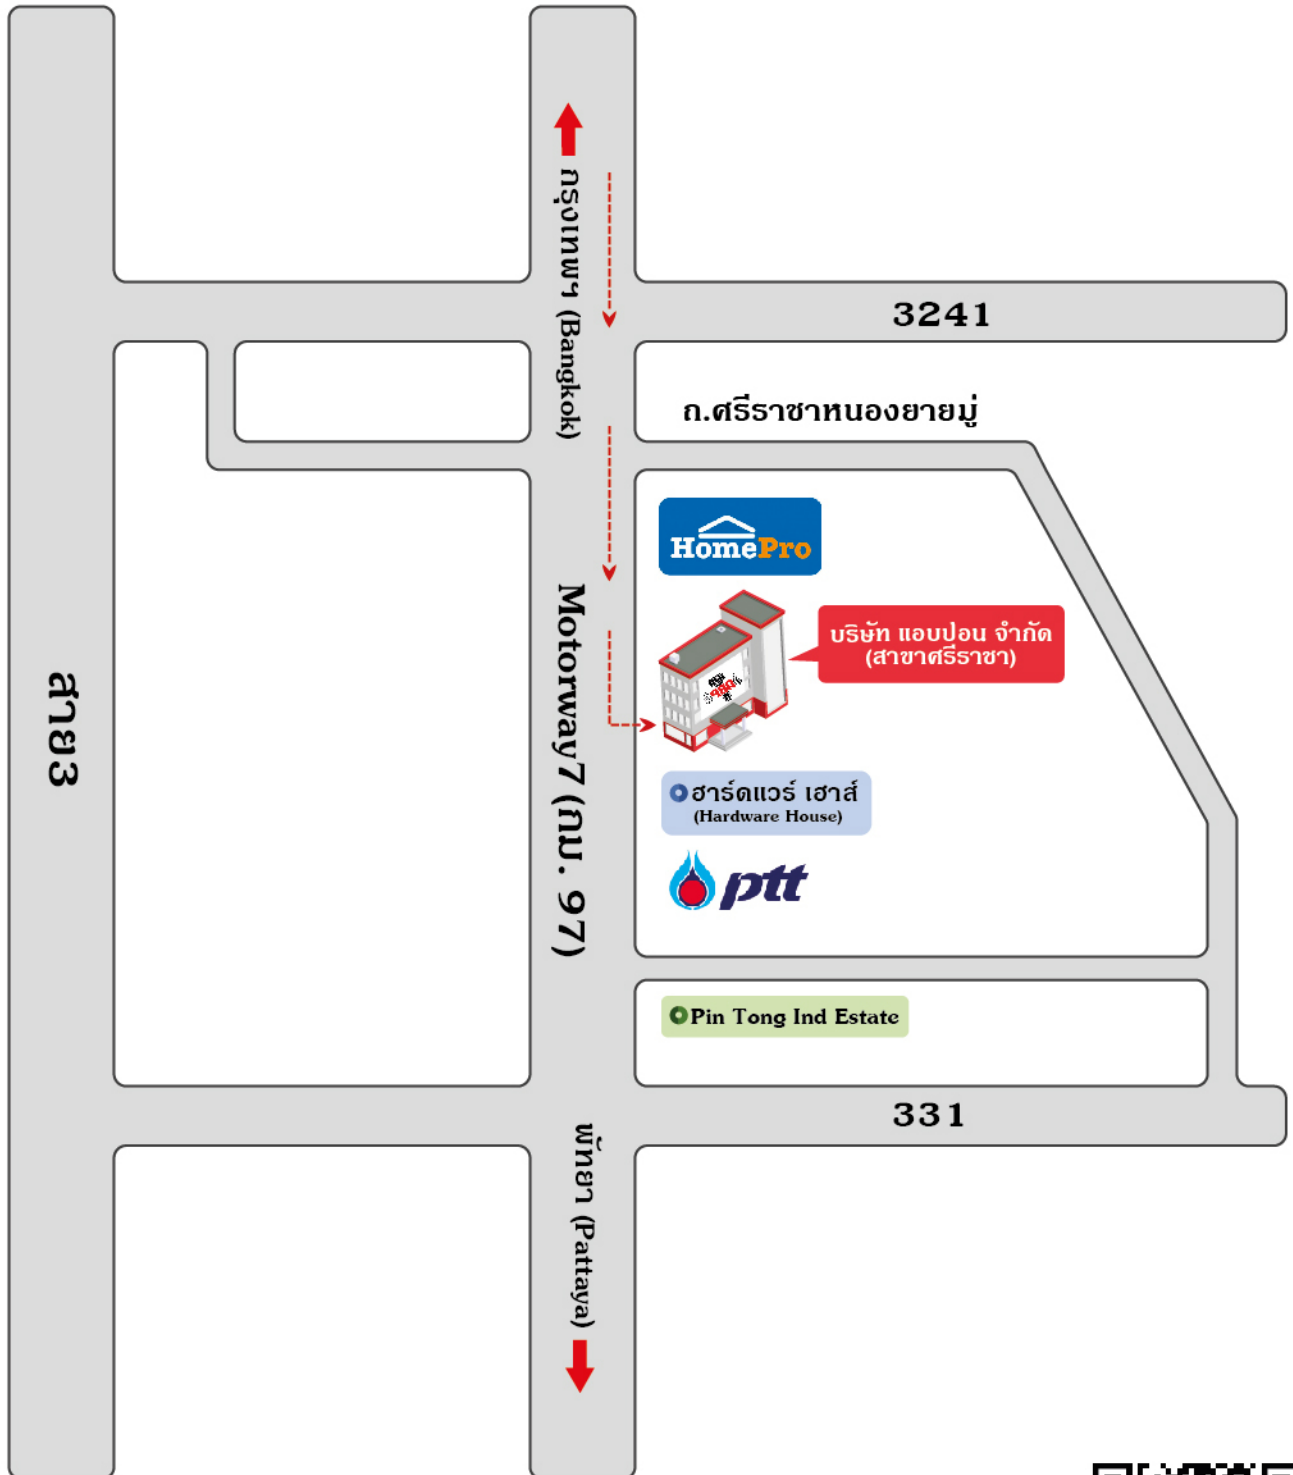 กรุงเทพฯ (Bangkok)
3241
ถ.ศรีราชาหนองยายมู่
HomePro
บริษัท แอบปอน จำกัด
(สาขาศรีราชา)
สาย3
Motorway7 (กม. 97)
ฮาร์ดแวร์ เฮาส์
(Hardware House)
ptt
Pin Tong Ind Estate
331
พัทยา (Pattaya)